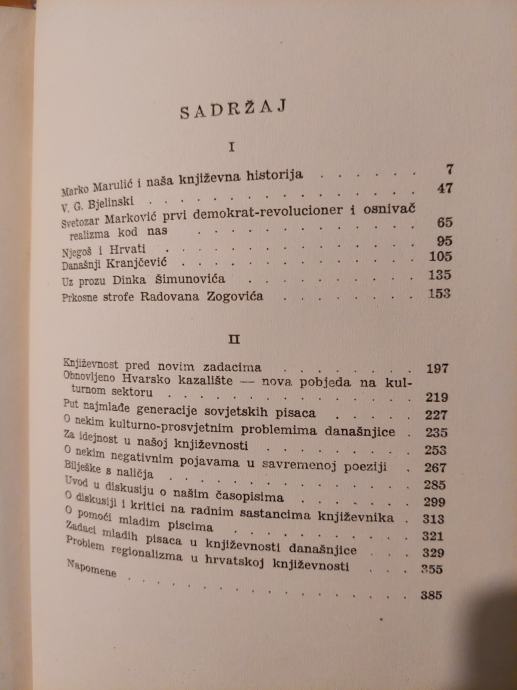 SADRŽAJ
I
Marko Marulić i naša književna historija . . . . . . 7
V. G. Bjelinski . . . . . . . . . . . 47
Svetozar Marković prvi demokrat-revolucioner i osnivač
realizma kod nas . . . . . . . . . 65
Njegoš i Hrvati . . . . . . . . . . . 95
Današnji Kranjčević . . . . . . . . . . 105
Uz prozu Dinka Šimunovića . . . . . . . . 135
Prkosne strofe Radovana Zogovića . . . . . . . 153
II
Književnost pred novim zadacima . . . . . . . 197
Obnovljeno Hvarsko kazalište — nova pobjeda na kul-
turnom sektoru . . . . . . . . . . 219
Put najmlađe generacije sovjetskih pisaca . . . . . 227
O nekim kulturno-prosvjetnim problemima današnjice . 235
Za idejnost u našoj književnosti . . . . . . . 253
O nekim negativnim pojavama u savremenoj poeziji . 267
Bilješke s naličja . . . . . . . . . . 285
Uvod u diskusiju o našim časopisima . . . . . . 299
O diskusiji i kritici na radnim sastancima književnika . 313
O pomoći mladim piscima . . . . . . . . 321
Zadaci mladih pisaca u književnosti današnjice . . . 329
Problem regionalizma u hrvatskoj književnosti . . . 355
Napomene . . . . . . . . . . . . 385